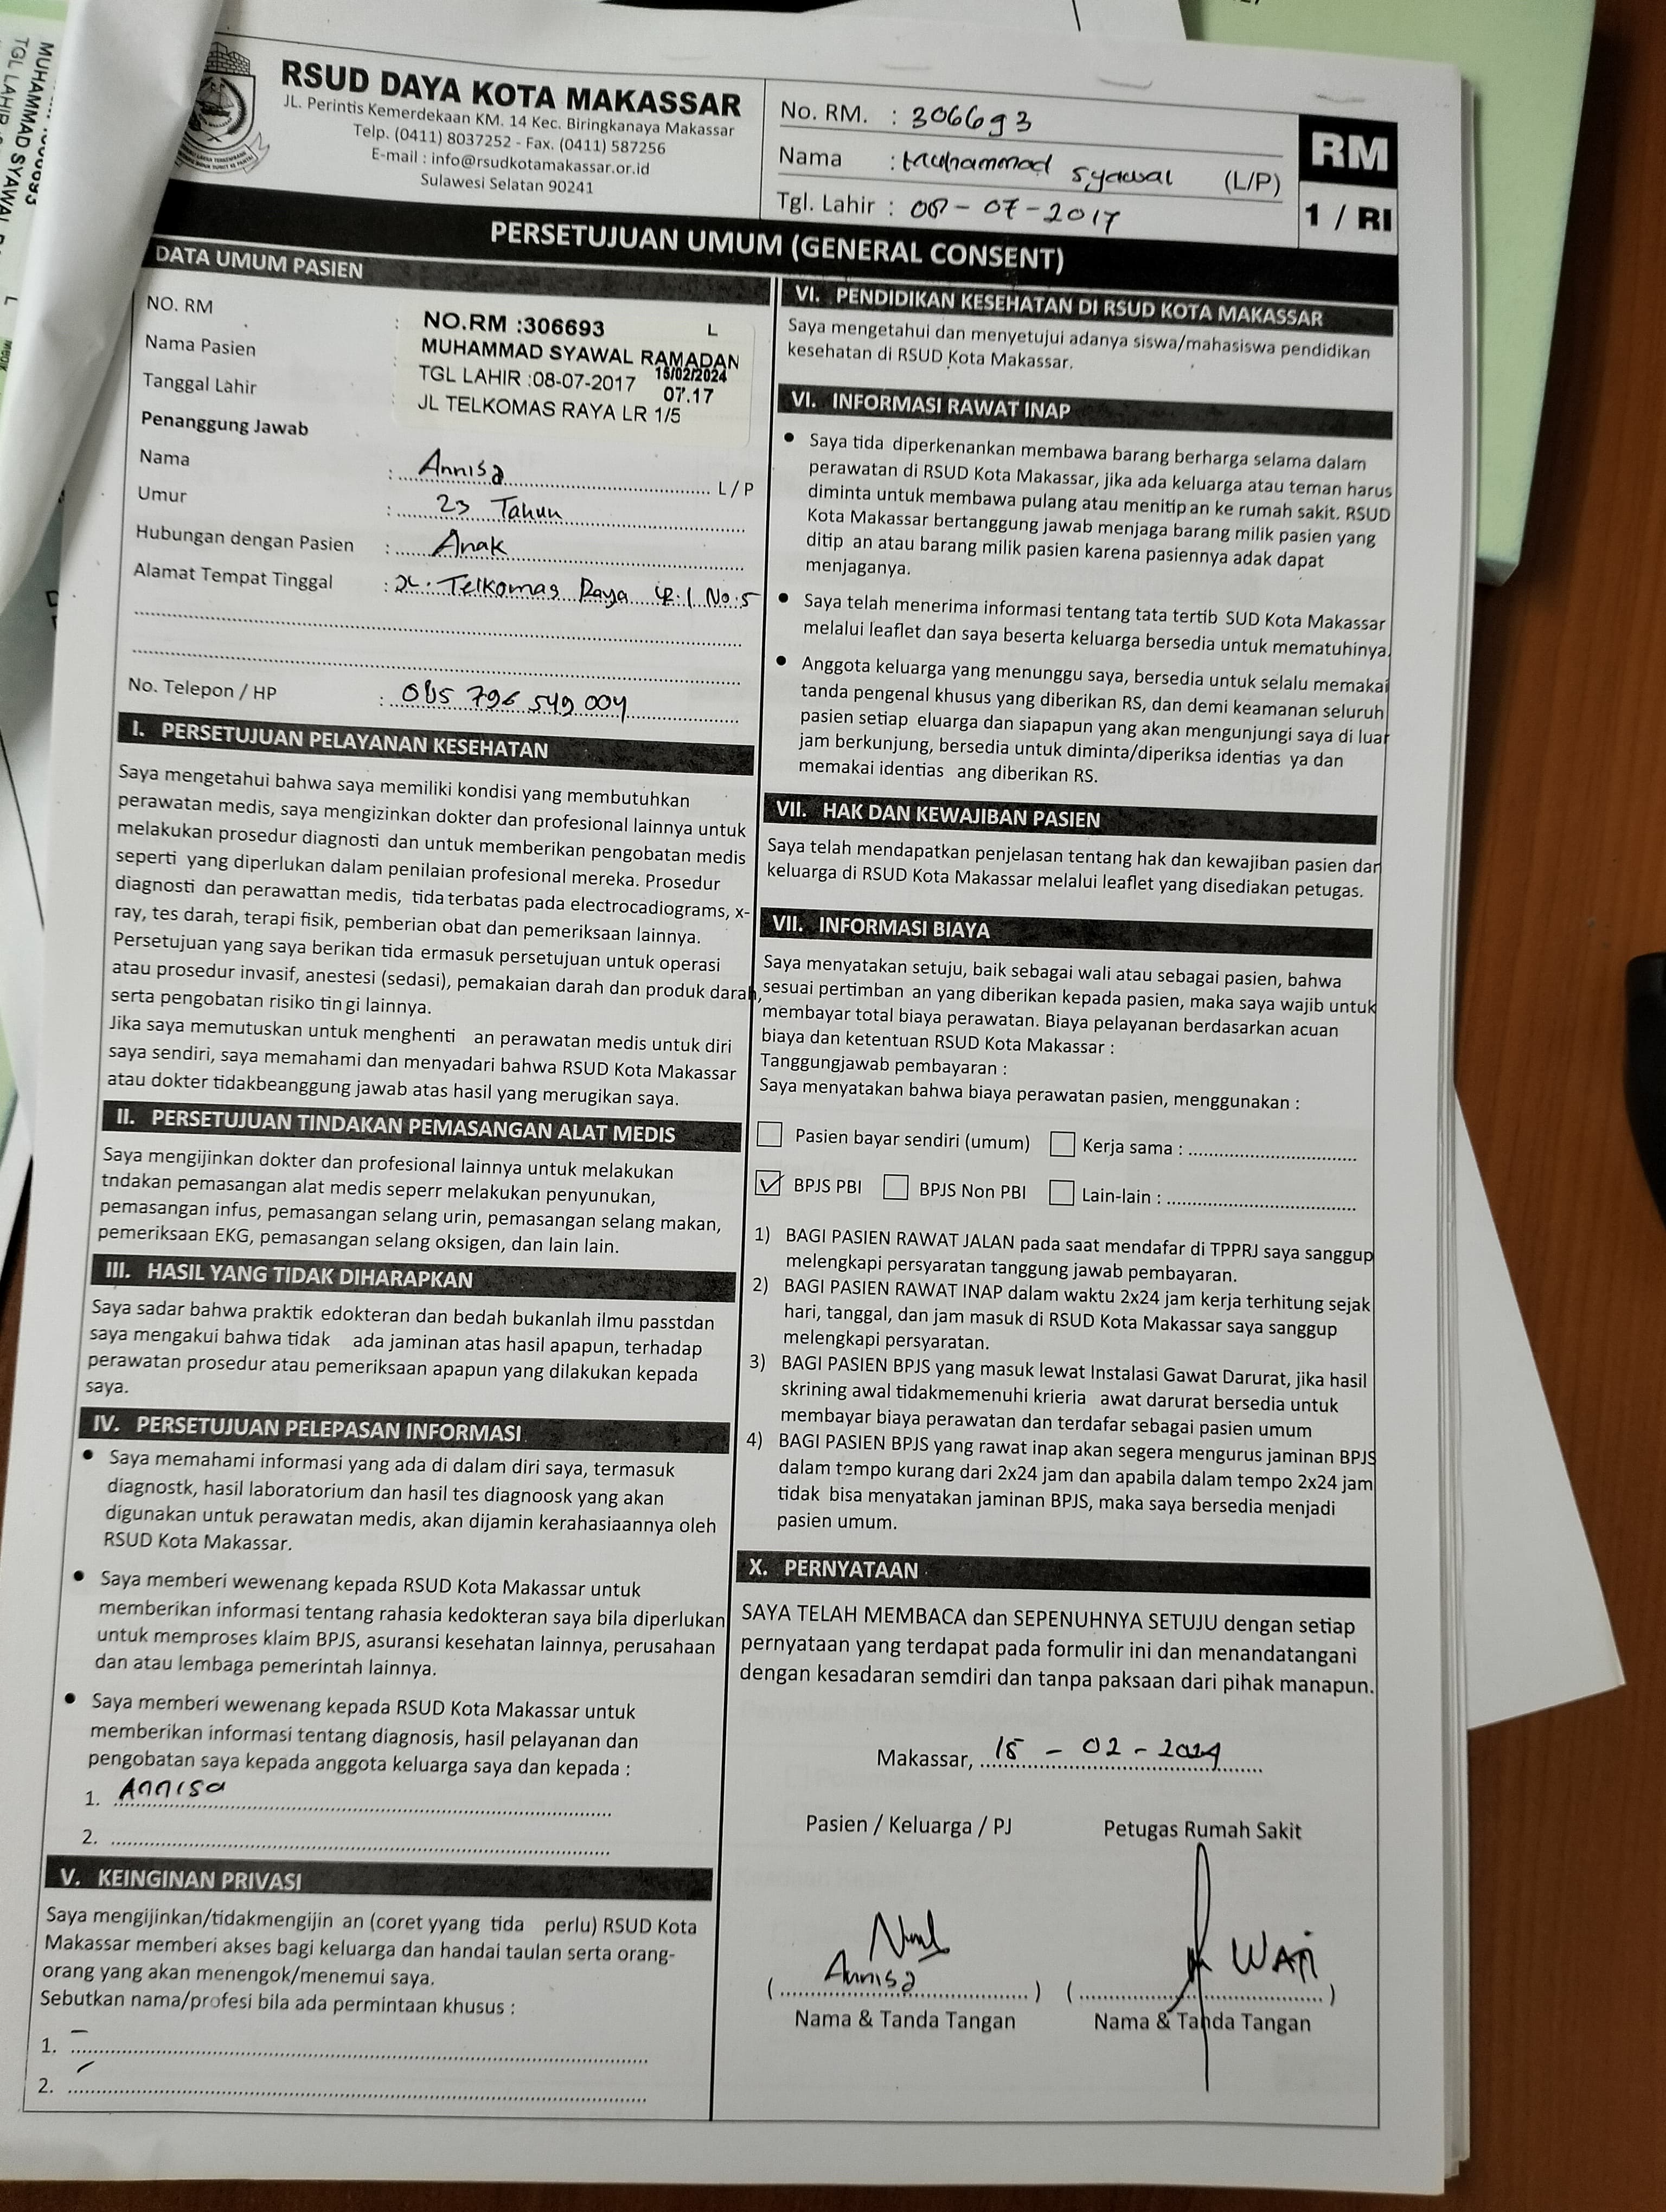 RSUD DAYA KOTA MAKASSAR
JL. Perintis Kemerdekaan KM. 14 Kec. Biringkanaya Makassar
Telp. (0411) 8037252 - Fax. (0411) 587256
E-mail : info@rsudkotamakassar.or.id
Sulawesi Selatan 90241
No. RM. : 306693
Nama : Muhammad Syawal (L/P)
Tgl. Lahir : 08 - 07 - 2017
RM
1 / RI
PERSETUJUAN UMUM (GENERAL CONSENT)
DATA UMUM PASIEN
NO. RM :
Nama Pasien :
Tanggal Lahir :
NO.RM :306693 L
MUHAMMAD SYAWAL RAMADAN
TGL LAHIR :08-07-2017 15/02/2024
07.17
JL TELKOMAS RAYA LR 1/5
Penanggung Jawab
Nama : Annisa L / P
Umur : 23 Tahun
Hubungan dengan Pasien : Anak
Alamat Tempat Tinggal : JL. Telkomas Raya LR.1 No.5
No. Telepon / HP : 085 796 549 004
I. PERSETUJUAN PELAYANAN KESEHATAN
Saya mengetahui bahwa saya memiliki kondisi yang membutuhkan
perawatan medis, saya mengizinkan dokter dan profesional lainnya untuk
melakukan prosedur diagnosti dan untuk memberikan pengobatan medis
seperti yang diperlukan dalam penilaian profesional mereka. Prosedur
diagnosti dan perawattan medis, tida terbatas pada electrocadiograms, x-
ray, tes darah, terapi fisik, pemberian obat dan pemeriksaan lainnya.
Persetujuan yang saya berikan tida ermasuk persetujuan untuk operasi
atau prosedur invasif, anestesi (sedasi), pemakaian darah dan produk darah,
serta pengobatan risiko tin gi lainnya.
Jika saya memutuskan untuk menghenti an perawatan medis untuk diri
saya sendiri, saya memahami dan menyadari bahwa RSUD Kota Makassar
atau dokter tidakbeanggung jawab atas hasil yang merugikan saya.
II. PERSETUJUAN TINDAKAN PEMASANGAN ALAT MEDIS
Saya mengijinkan dokter dan profesional lainnya untuk melakukan
tndakan pemasangan alat medis seperr melakukan penyunukan,
pemasangan infus, pemasangan selang urin, pemasangan selang makan,
pemeriksaan EKG, pemasangan selang oksigen, dan lain lain.
III. HASIL YANG TIDAK DIHARAPKAN
Saya sadar bahwa praktik edokteran dan bedah bukanlah ilmu passtdan
saya mengakui bahwa tidak ada jaminan atas hasil apapun, terhadap
perawatan prosedur atau pemeriksaan apapun yang dilakukan kepada
saya.
IV. PERSETUJUAN PELEPASAN INFORMASI
• Saya memahami informasi yang ada di dalam diri saya, termasuk
diagnostk, hasil laboratorium dan hasil tes diagnoosk yang akan
digunakan untuk perawatan medis, akan dijamin kerahasiaannya oleh
RSUD Kota Makassar.
• Saya memberi wewenang kepada RSUD Kota Makassar untuk
memberikan informasi tentang rahasia kedokteran saya bila diperlukan
untuk memproses klaim BPJS, asuransi kesehatan lainnya, perusahaan
dan atau lembaga pemerintah lainnya.
• Saya memberi wewenang kepada RSUD Kota Makassar untuk
memberikan informasi tentang diagnosis, hasil pelayanan dan
pengobatan saya kepada anggota keluarga saya dan kepada :
1. Annisa
2.
V. KEINGINAN PRIVASI
Saya mengijinkan/tidakmengijin an (coret yyang tida perlu) RSUD Kota
Makassar memberi akses bagi keluarga dan handai taulan serta orang-
orang yang akan menengok/menemui saya.
Sebutkan nama/profesi bila ada permintaan khusus :
1. -
2. -
VI. PENDIDIKAN KESEHATAN DI RSUD KOTA MAKASSAR
Saya mengetahui dan menyetujui adanya siswa/mahasiswa pendidikan
kesehatan di RSUD Kota Makassar.
VI. INFORMASI RAWAT INAP
• Saya tida diperkenankan membawa barang berharga selama dalam
perawatan di RSUD Kota Makassar, jika ada keluarga atau teman harus
diminta untuk membawa pulang atau menitip an ke rumah sakit. RSUD
Kota Makassar bertanggung jawab menjaga barang milik pasien yang
ditip an atau barang milik pasien karena pasiennya adak dapat
menjaganya.
• Saya telah menerima informasi tentang tata tertib SUD Kota Makassar
melalui leaflet dan saya beserta keluarga bersedia untuk mematuhinya.
• Anggota keluarga yang menunggu saya, bersedia untuk selalu memakai
tanda pengenal khusus yang diberikan RS, dan demi keamanan seluruh
pasien setiap eluarga dan siapapun yang akan mengunjungi saya di luar
jam berkunjung, bersedia untuk diminta/diperiksa identias ya dan
memakai identias ang diberikan RS.
VII. HAK DAN KEWAJIBAN PASIEN
Saya telah mendapatkan penjelasan tentang hak dan kewajiban pasien dan
keluarga di RSUD Kota Makassar melalui leaflet yang disediakan petugas.
VII. INFORMASI BIAYA
Saya menyatakan setuju, baik sebagai wali atau sebagai pasien, bahwa
sesuai pertimban an yang diberikan kepada pasien, maka saya wajib untuk
membayar total biaya perawatan. Biaya pelayanan berdasarkan acuan
biaya dan ketentuan RSUD Kota Makassar :
Tanggungjawab pembayaran :
Saya menyatakan bahwa biaya perawatan pasien, menggunakan :
☐ Pasien bayar sendiri (umum) ☐ Kerja sama :
☑ BPJS PBI ☐ BPJS Non PBI ☐ Lain-lain :
1) BAGI PASIEN RAWAT JALAN pada saat mendafar di TPPRJ saya sanggup
melengkapi persyaratan tanggung jawab pembayaran.
2) BAGI PASIEN RAWAT INAP dalam waktu 2x24 jam kerja terhitung sejak
hari, tanggal, dan jam masuk di RSUD Kota Makassar saya sanggup
melengkapi persyaratan.
3) BAGI PASIEN BPJS yang masuk lewat Instalasi Gawat Darurat, jika hasil
skrining awal tidakmemenuhi krieria awat darurat bersedia untuk
membayar biaya perawatan dan terdafar sebagai pasien umum
4) BAGI PASIEN BPJS yang rawat inap akan segera mengurus jaminan BPJS
dalam tempo kurang dari 2x24 jam dan apabila dalam tempo 2x24 jam
tidak bisa menyatakan jaminan BPJS, maka saya bersedia menjadi
pasien umum.
X. PERNYATAAN
SAYA TELAH MEMBACA dan SEPENUHNYA SETUJU dengan setiap
pernyataan yang terdapat pada formulir ini dan menandatangani
dengan kesadaran semdiri dan tanpa paksaan dari pihak manapun.
Makassar, 15 - 02 - 2024
Pasien / Keluarga / PJ Petugas Rumah Sakit
( Annisa ) ( WAN )
Nama & Tanda Tangan Nama & Tanda Tangan